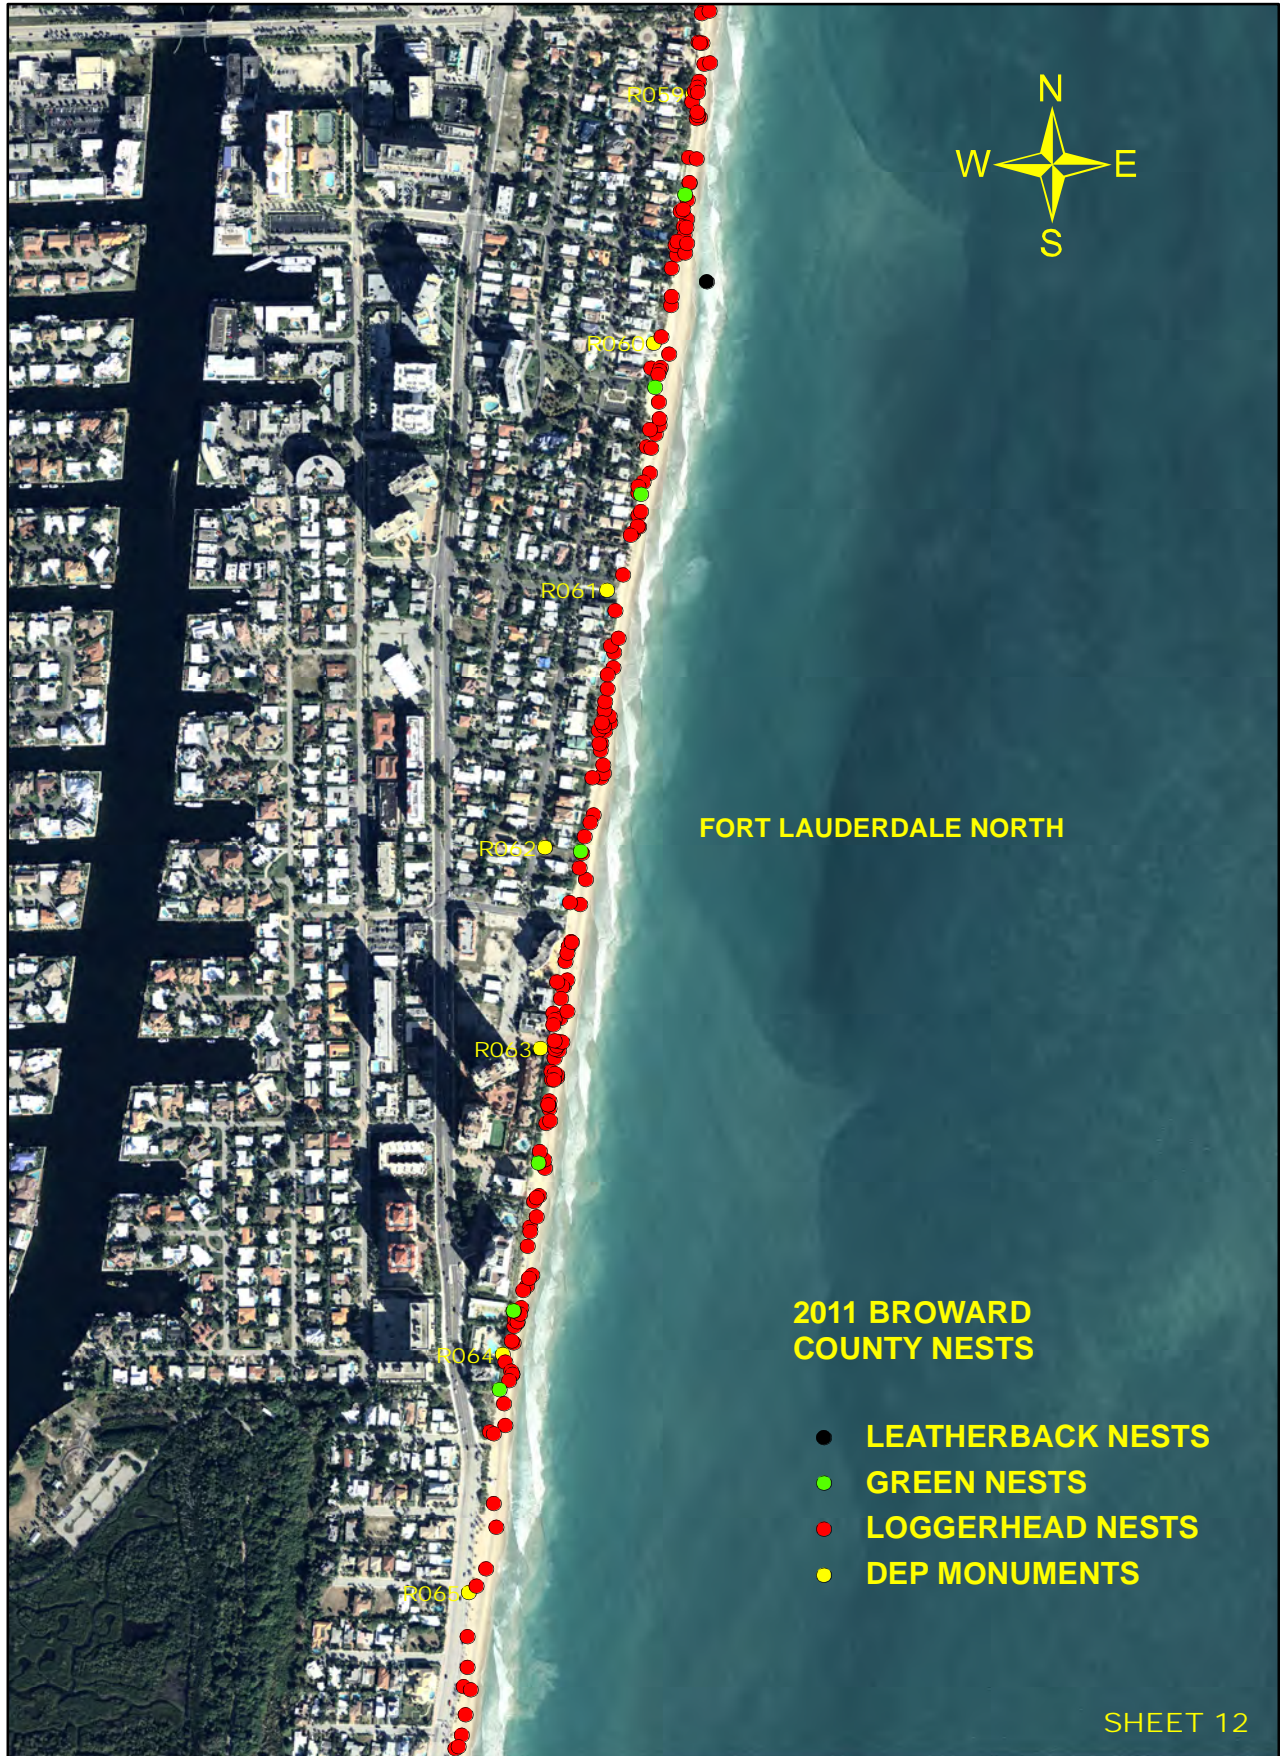 R059
N
W E
S
R060
R061
FORT LAUDERDALE NORTH
R062
R063
2011 BROWARD
COUNTY NESTS
R064
LEATHERBACK NESTS
GREEN NESTS
LOGGERHEAD NESTS
DEP MONUMENTS
R065
SHEET 12